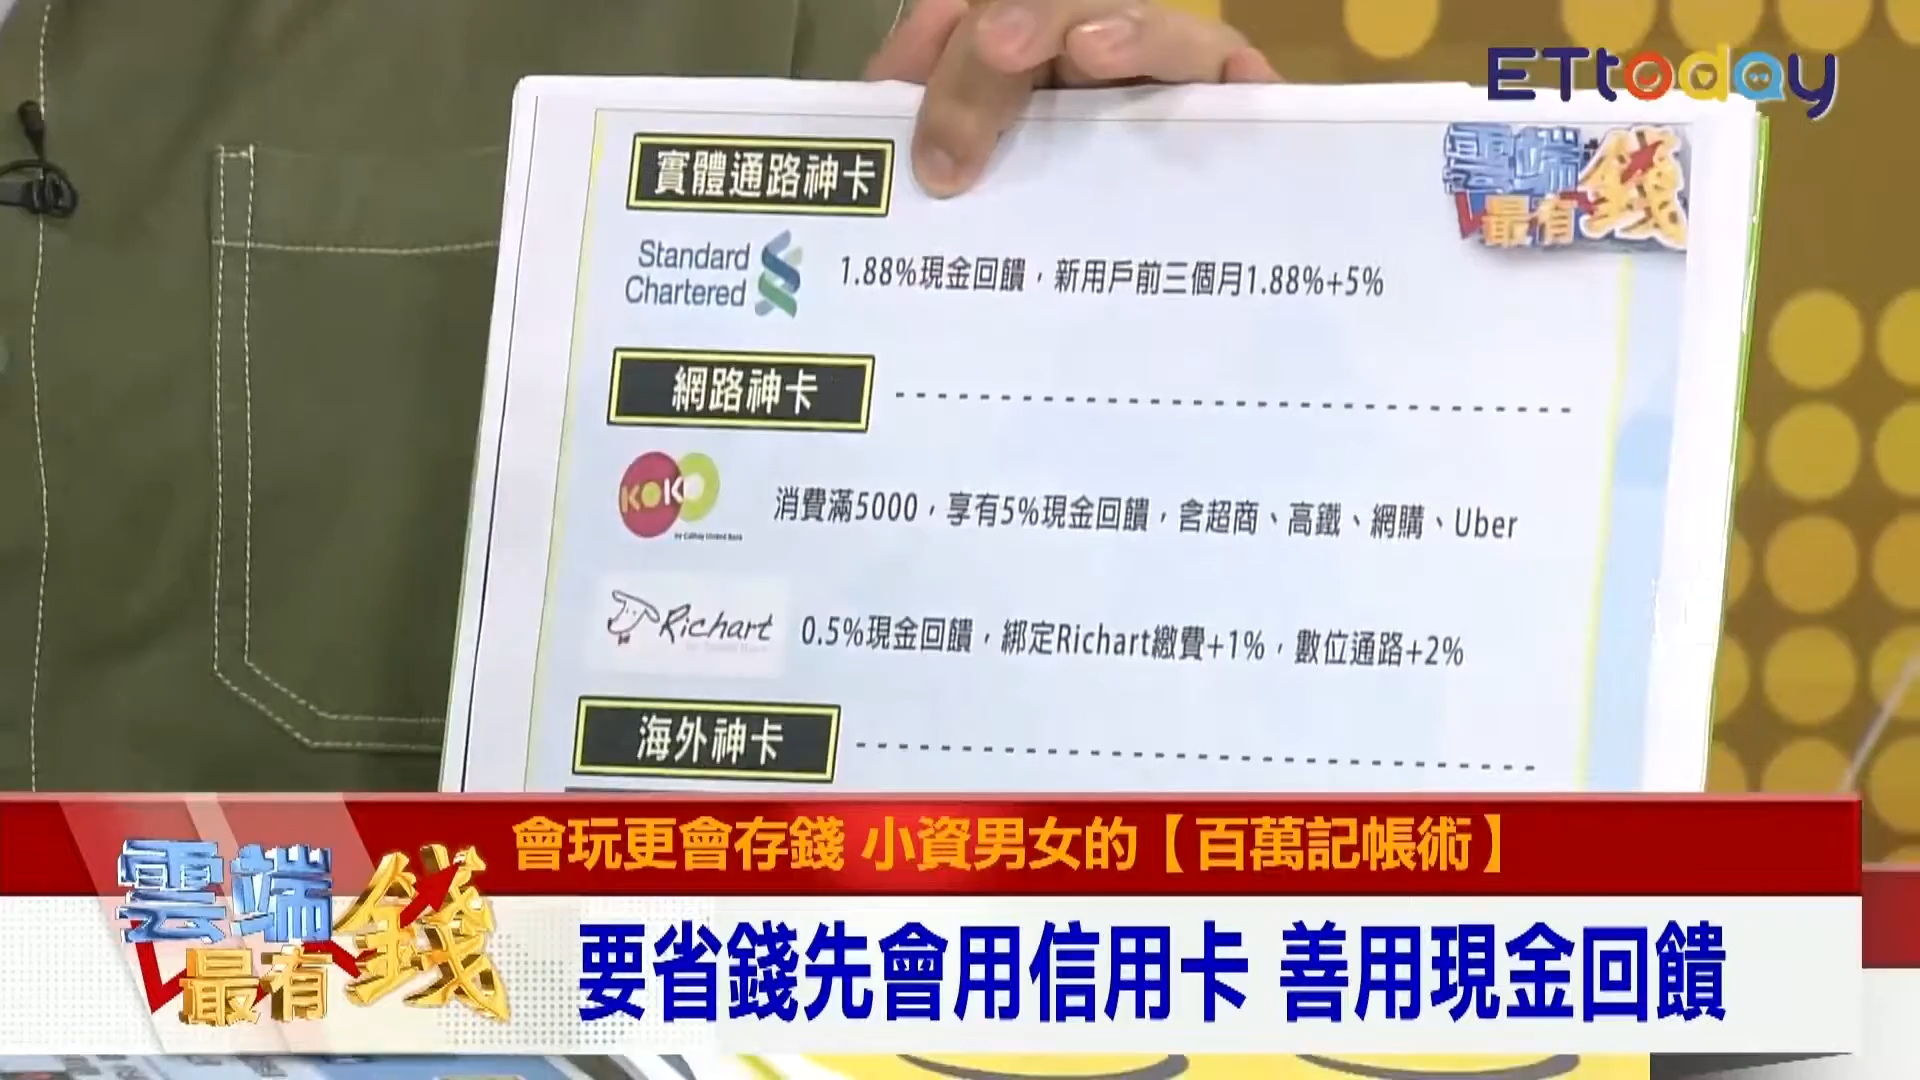 ETtoday
實體通路神卡
雲端
最有錢
Standard
Chartered
1.88%現金回饋，新用戶前三個月1.88%+5%
網路神卡
KOKO
by Cathay United Bank
消費滿5000，享有5%現金回饋，含超商、高鐵、網購、Uber
Richart
0.5%現金回饋，綁定Richart繳費+1%，數位通路+2%
海外神卡
會玩更會存錢 小資男女的【百萬記帳術】
雲端
最有錢
要省錢先會用信用卡 善用現金回饋